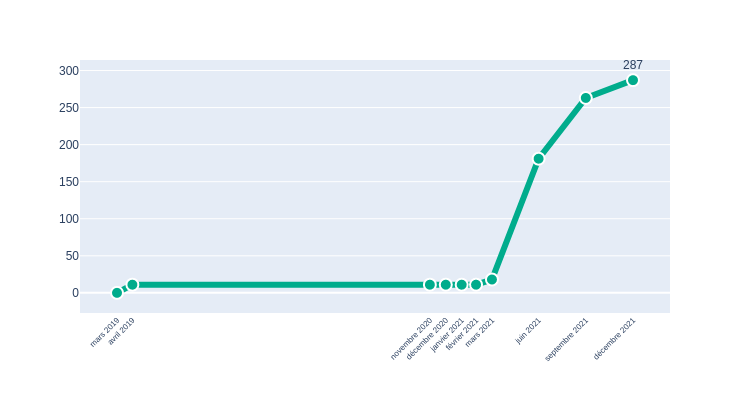 287
300
250
200
150
100
50
0
mars 2019
avril 2019
novembre 2020
décembre 2020
janvier 2021
février 2021
mars 2021
juin 2021
septembre 2021
décembre 2021